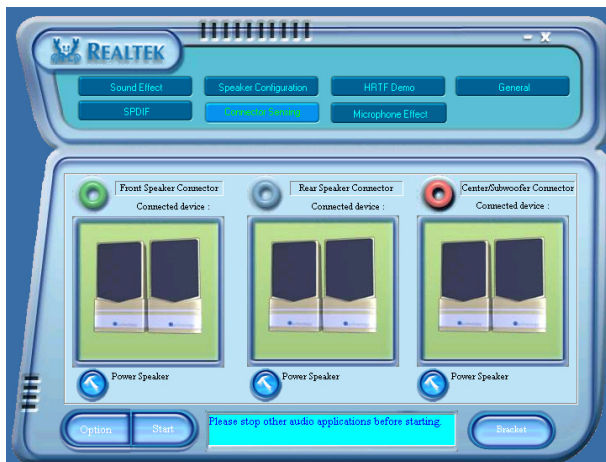 REALTEK
– X
Sound Effect
Speaker Configuration
HRTF Demo
General
SPDIF
Connector Sensing
Microphone Effect
Front Speaker Connector
Rear Speaker Connector
Center/Subwoofer Connector
Connected device :
Connected device :
Connected device :
Power Speaker
Power Speaker
Power Speaker
Option
Start
Please stop other audio applications before starting.
Bracket